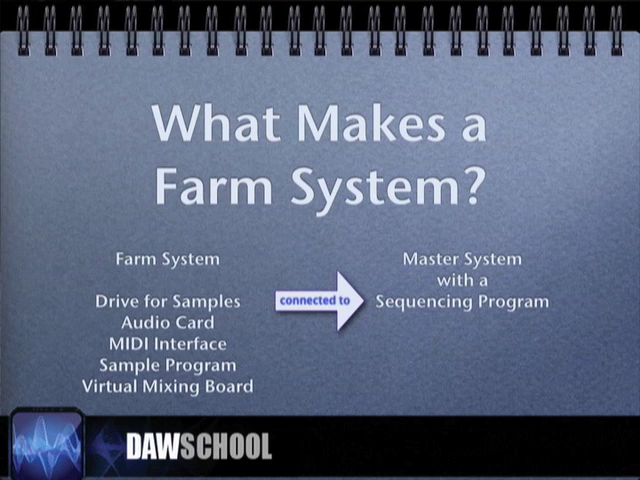 What Makes a
Farm System?
Farm System
Drive for Samples
Audio Card
MIDI Interface
Sample Program
Virtual Mixing Board
connected to
Master System
with a
Sequencing Program
DAWSCHOOL